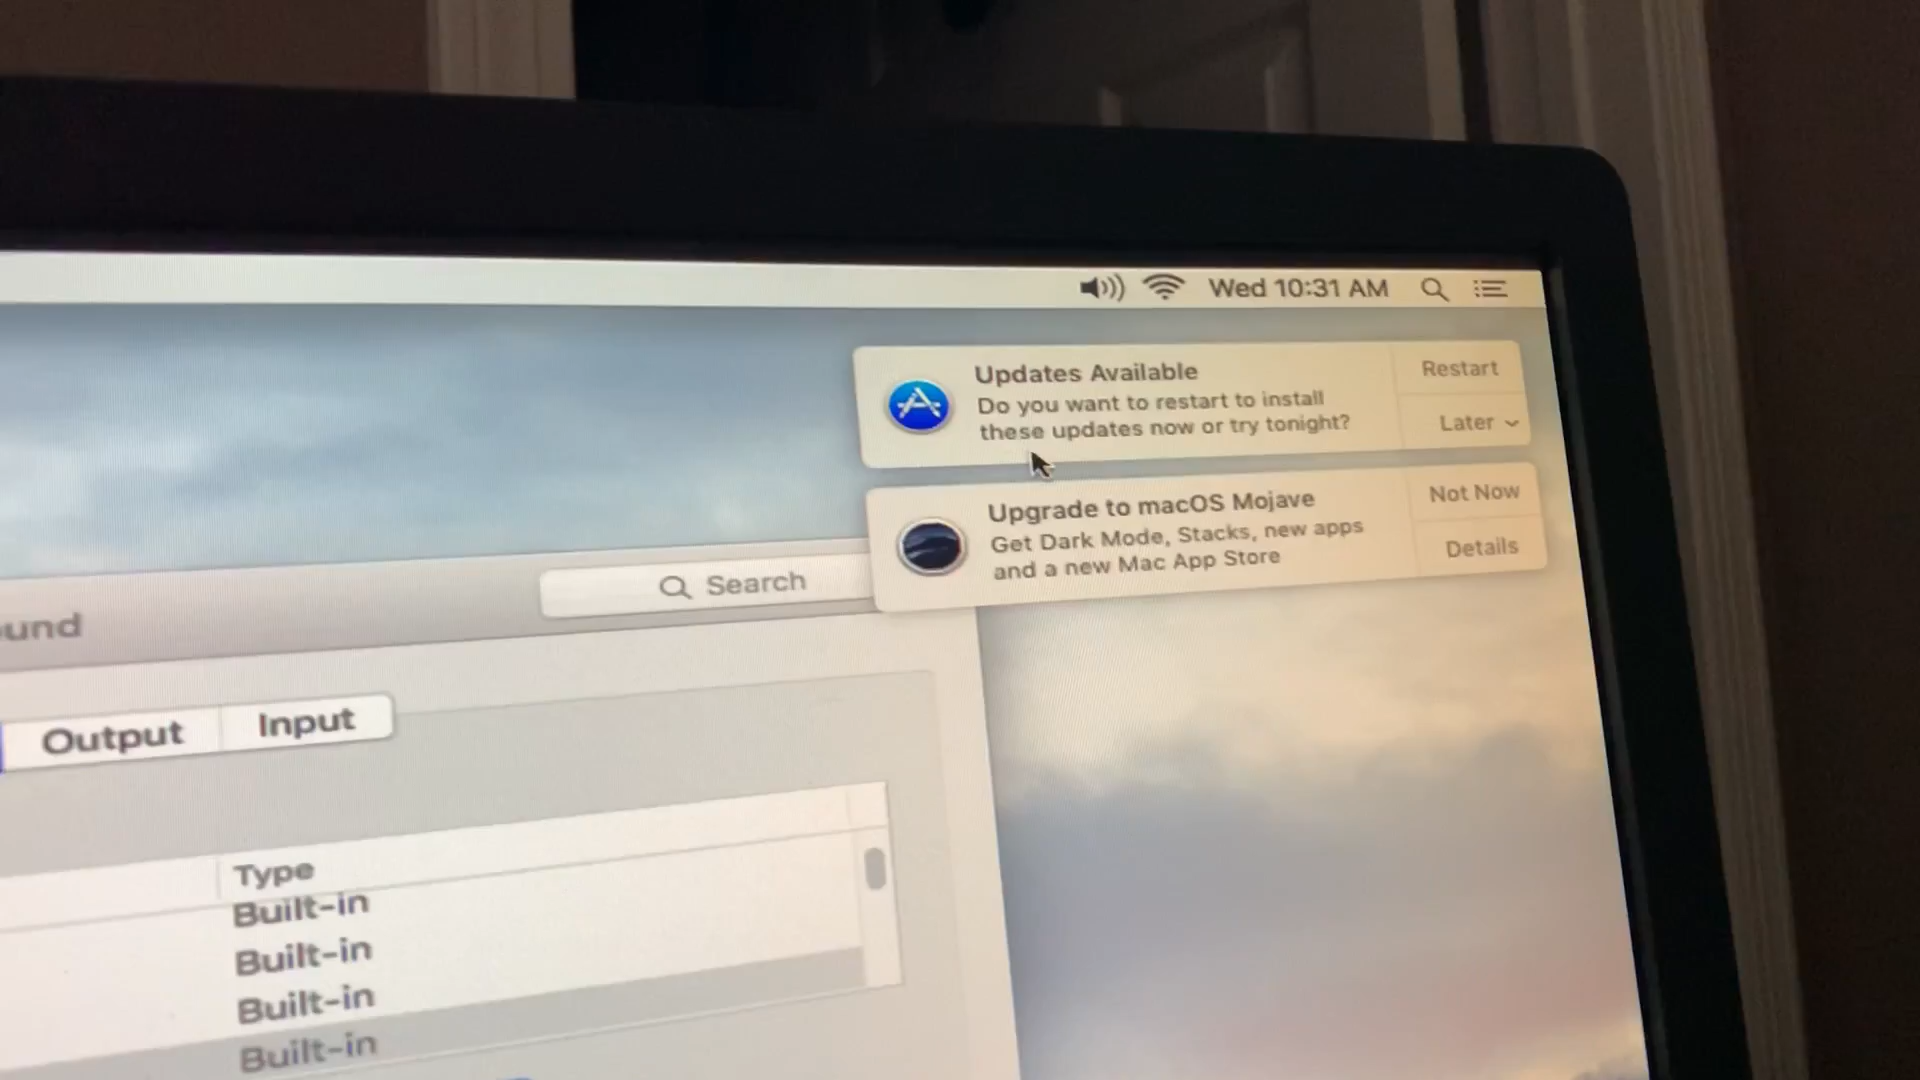 Wed 10:31 AM
Updates Available
Do you want to restart to install
these updates now or try tonight?
Restart
Later
Upgrade to macOS Mojave
Get Dark Mode, Stacks, new apps
and a new Mac App Store
Not Now
Details
Search
ound
Output
Input
Type
Built-in
Built-in
Built-in
Built-in